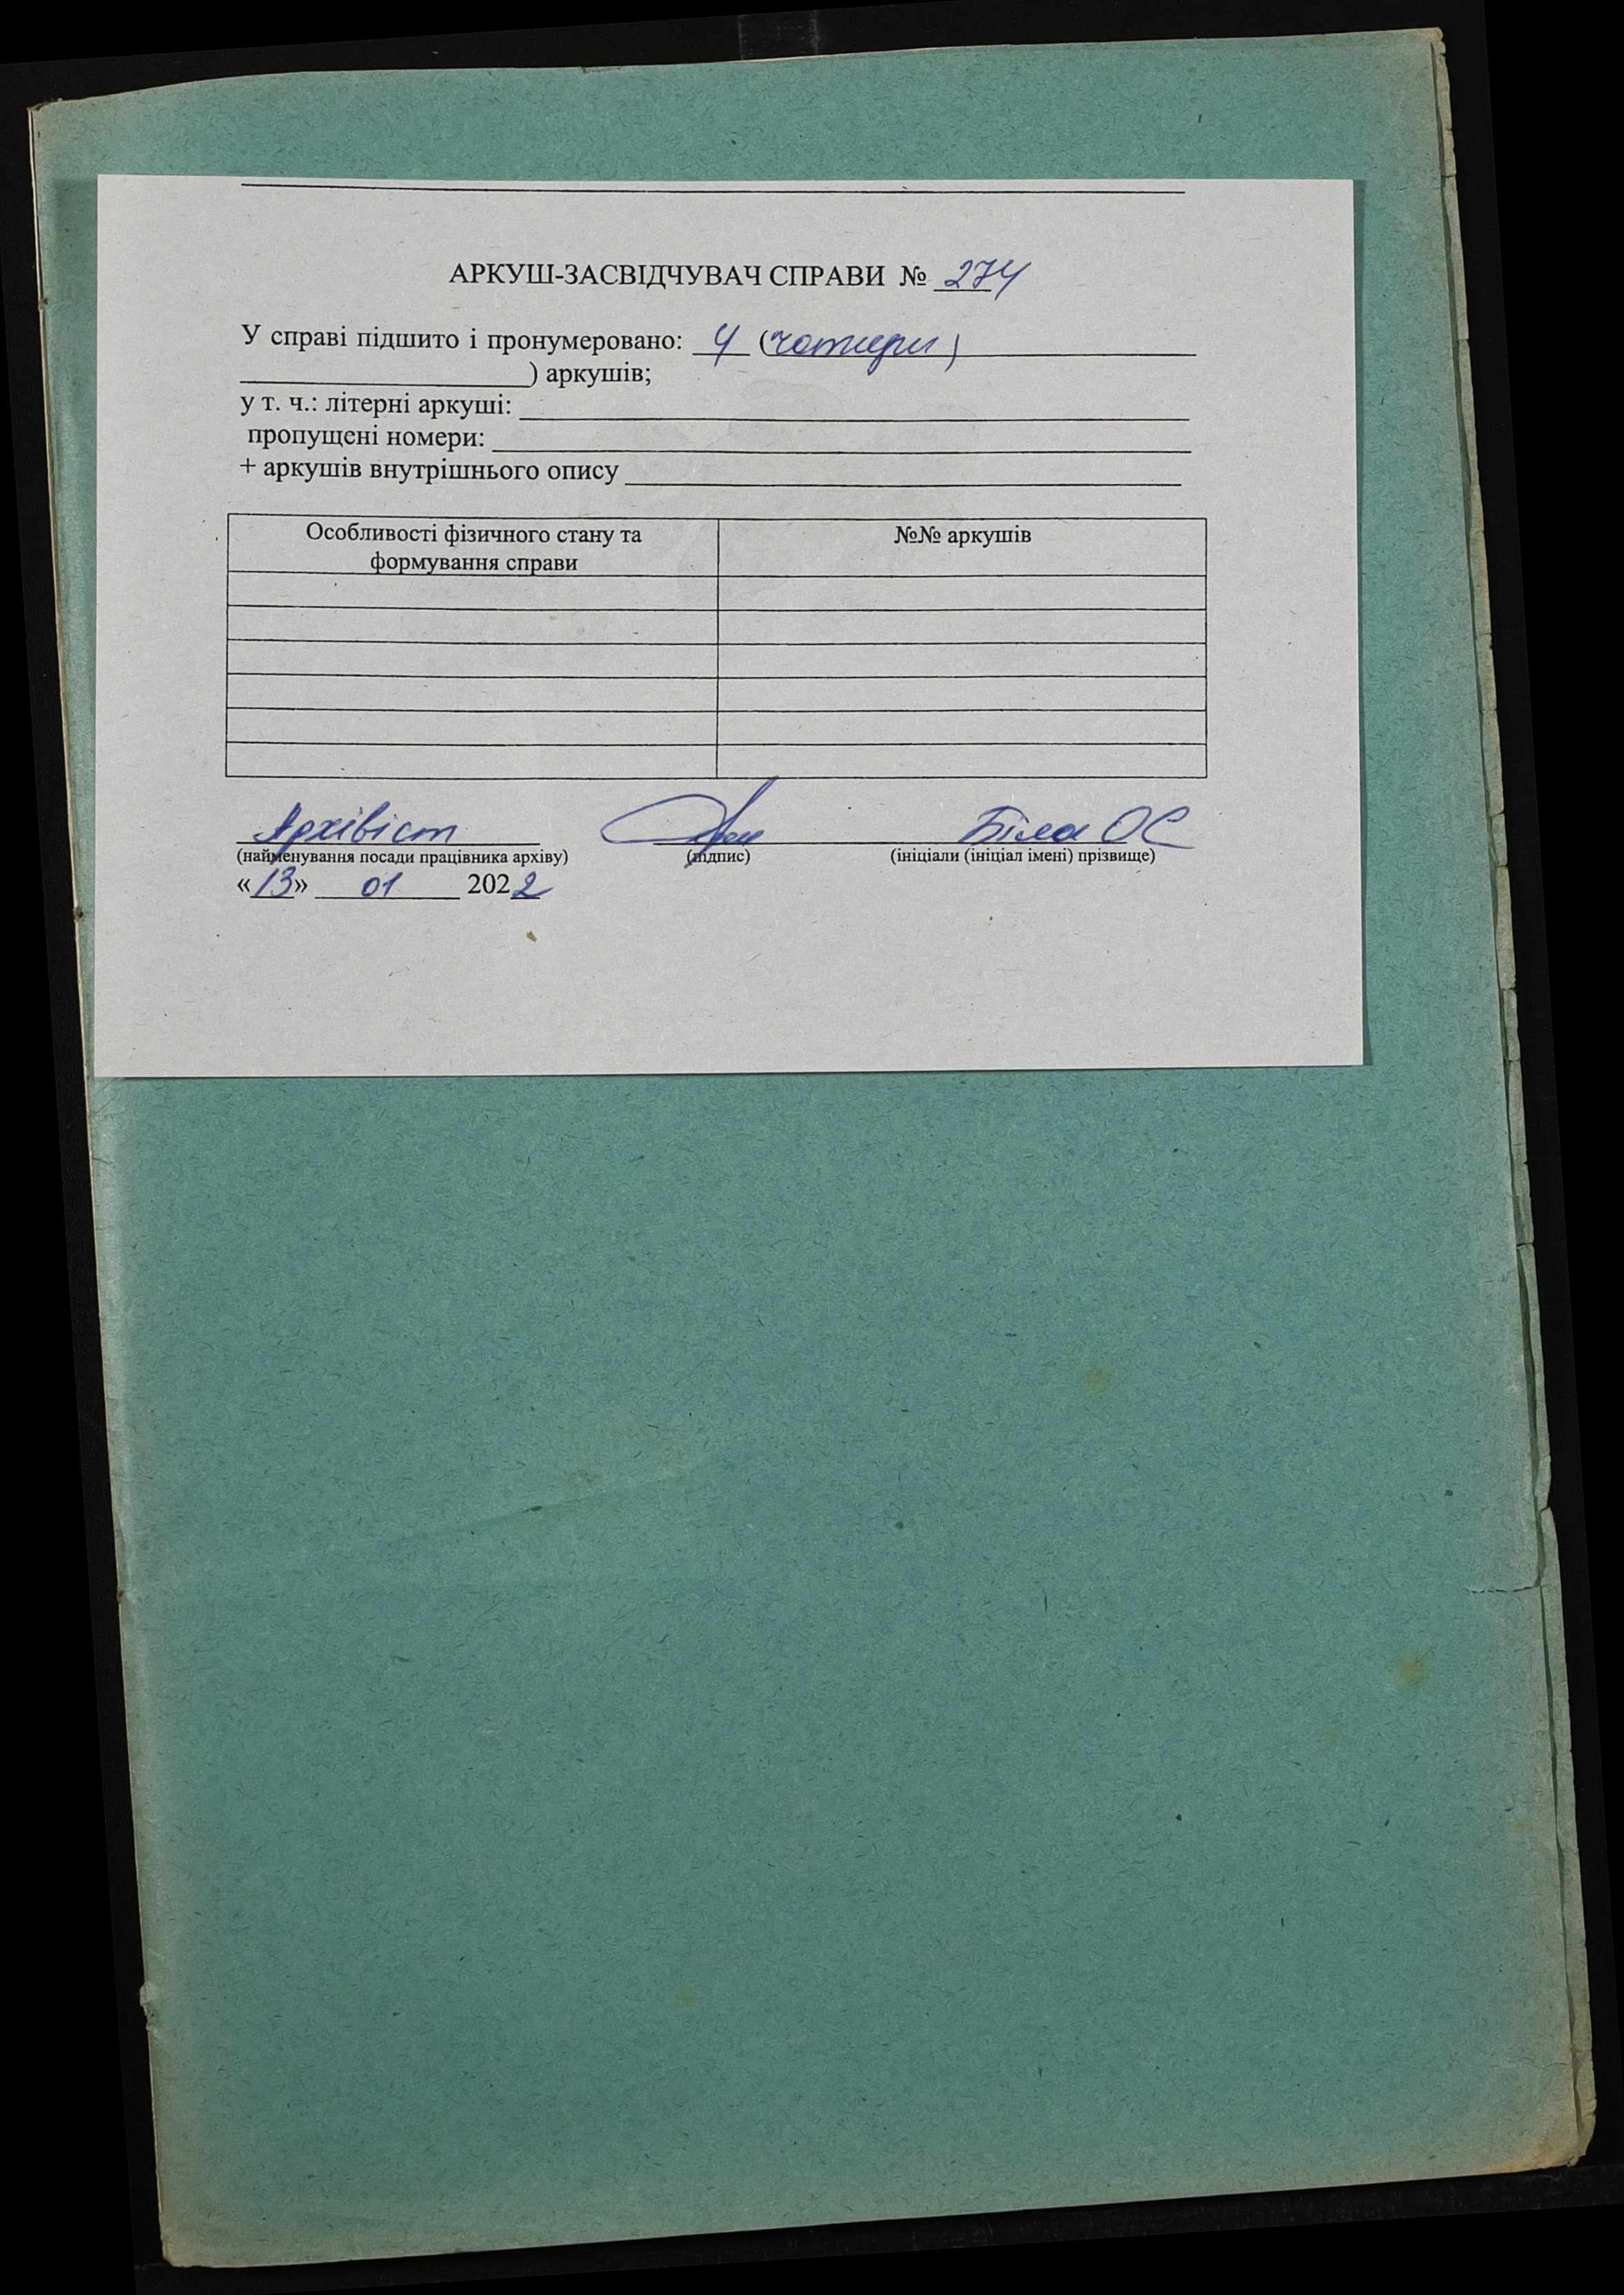 АРКУШ-ЗАСВІДЧУВАЧ СПРАВИ № 274
У справі підшито і пронумеровано: 4 (чотири)
) аркушів;
у т. ч.: літерні аркуші:
пропущені номери:
+ аркушів внутрішнього опису
Особливості фізичного стану та формування справи №№ аркушів
Архівіст Біла ОС
(найменування посади працівника архіву) (підпис) (ініціали (ініціал імені) прізвище)
«13» 01 2022